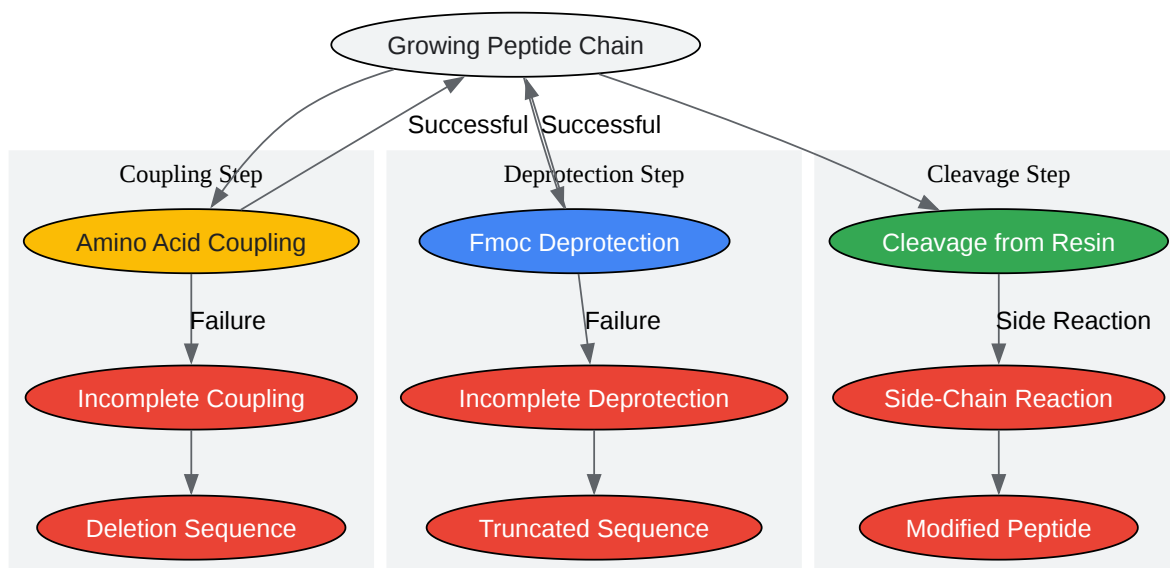 Growing Peptide Chain
Successful
Successful
Coupling Step
Deprotection Step
Cleavage Step
Amino Acid Coupling
Fmoc Deprotection
Cleavage from Resin
Failure
Failure
Side Reaction
Incomplete Coupling
Incomplete Deprotection
Side-Chain Reaction
Deletion Sequence
Truncated Sequence
Modified Peptide